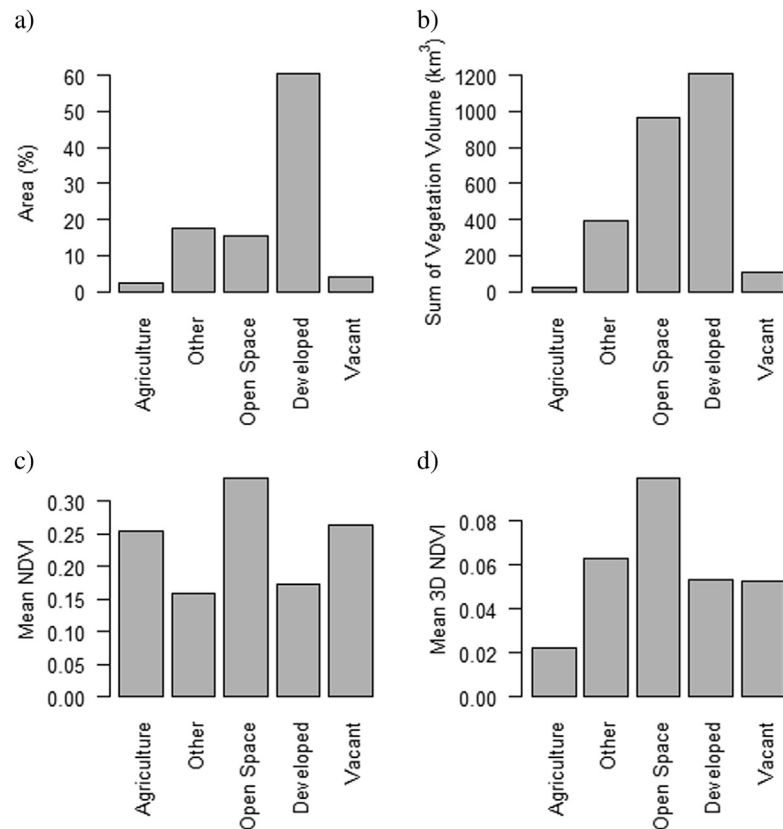 a)
Area (%)
60
50
40
30
20
10
0
Agriculture
Other
Open Space
Developed
Vacant
b)
Sum of Vegetation Volume (km³)
1200
1000
800
600
400
200
0
Agriculture
Other
Open Space
Developed
Vacant
c)
Mean NDVI
0.30
0.25
0.20
0.15
0.10
0.05
0.00
Agriculture
Other
Open Space
Developed
Vacant
d)
Mean 3D NDVI
0.08
0.06
0.04
0.02
0.00
Agriculture
Other
Open Space
Developed
Vacant